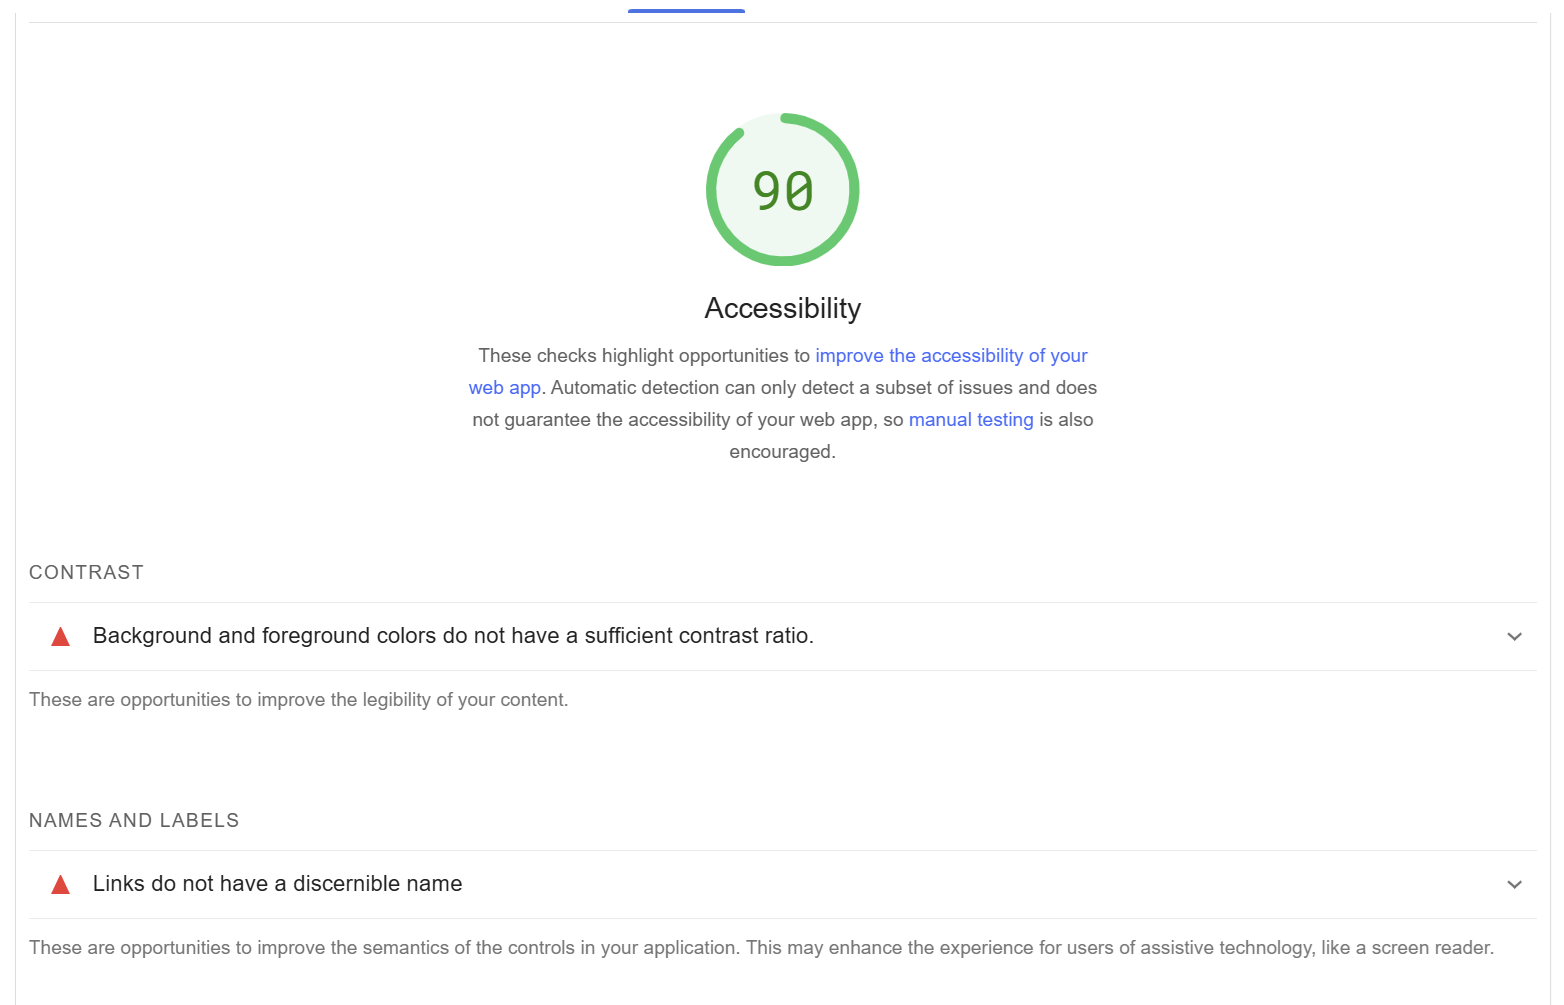 90
Accessibility
These checks highlight opportunities to improve the accessibility of your
web app. Automatic detection can only detect a subset of issues and does
not guarantee the accessibility of your web app, so manual testing is also
encouraged.
CONTRAST
Background and foreground colors do not have a sufficient contrast ratio.
These are opportunities to improve the legibility of your content.
NAMES AND LABELS
Links do not have a discernible name
These are opportunities to improve the semantics of the controls in your application. This may enhance the experience for users of assistive technology, like a screen reader.